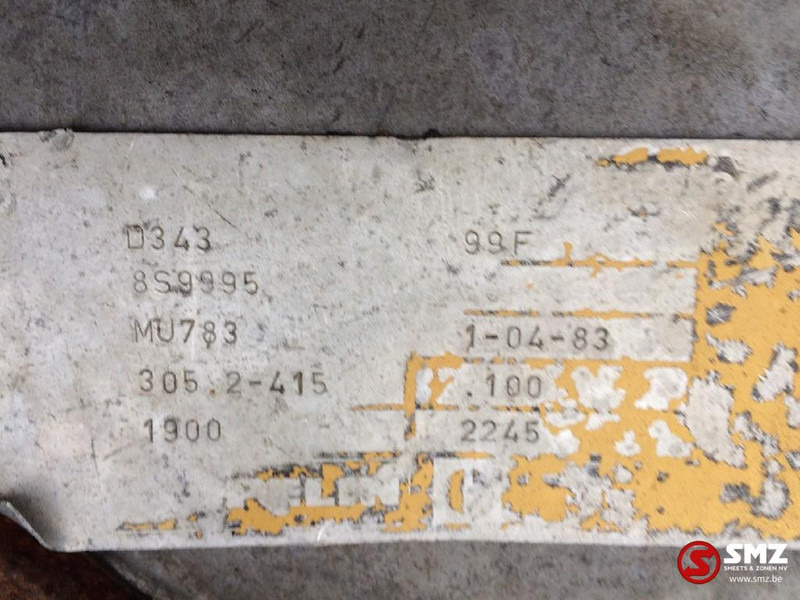 D343 99F
8S9995
MU783 1-04-83
305.2-415 .100
1900 2245
SMZ
SMEETS & ZONEN NV
www.smz.be